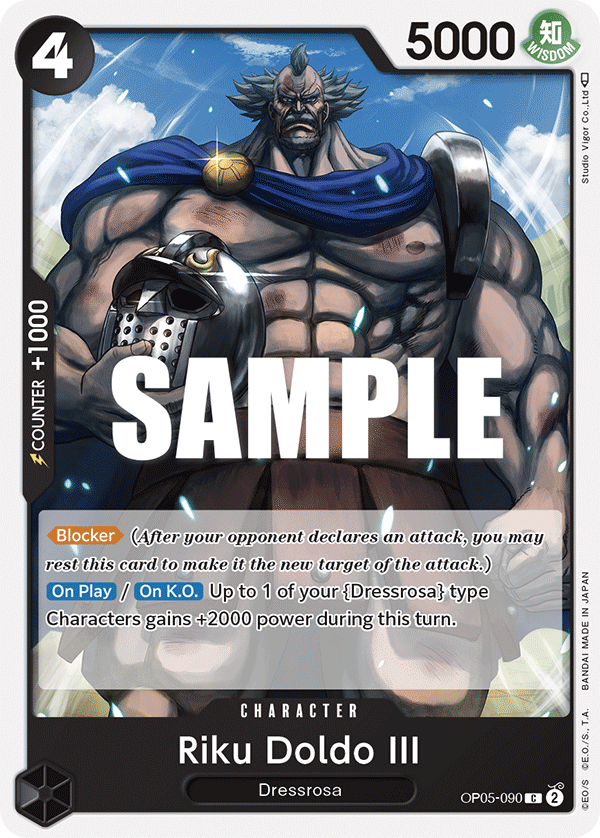 4
5000
知
WISDOM
Studio Vigor Co.,Ltd
COUNTER +1000
SAMPLE
Blocker (After your opponent declares an attack, you may
rest this card to make it the new target of the attack.)
On Play / On K.O. Up to 1 of your {Dressrosa} type
Characters gains +2000 power during this turn.
CHARACTER
Riku Doldo III
Dressrosa
OP05-090 C 2
©E.O/S ©E.O./S., T.A. BANDAI MADE IN JAPAN